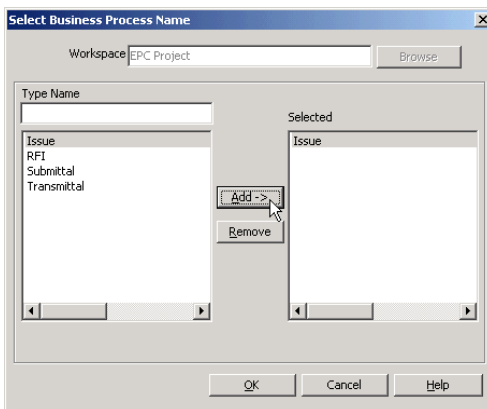 Select Business Process Name
Workspace EPC Project Browse
Type Name
Selected
Issue
RFI
Submittal
Transmittal
Issue
Add ->
Remove
OK Cancel Help